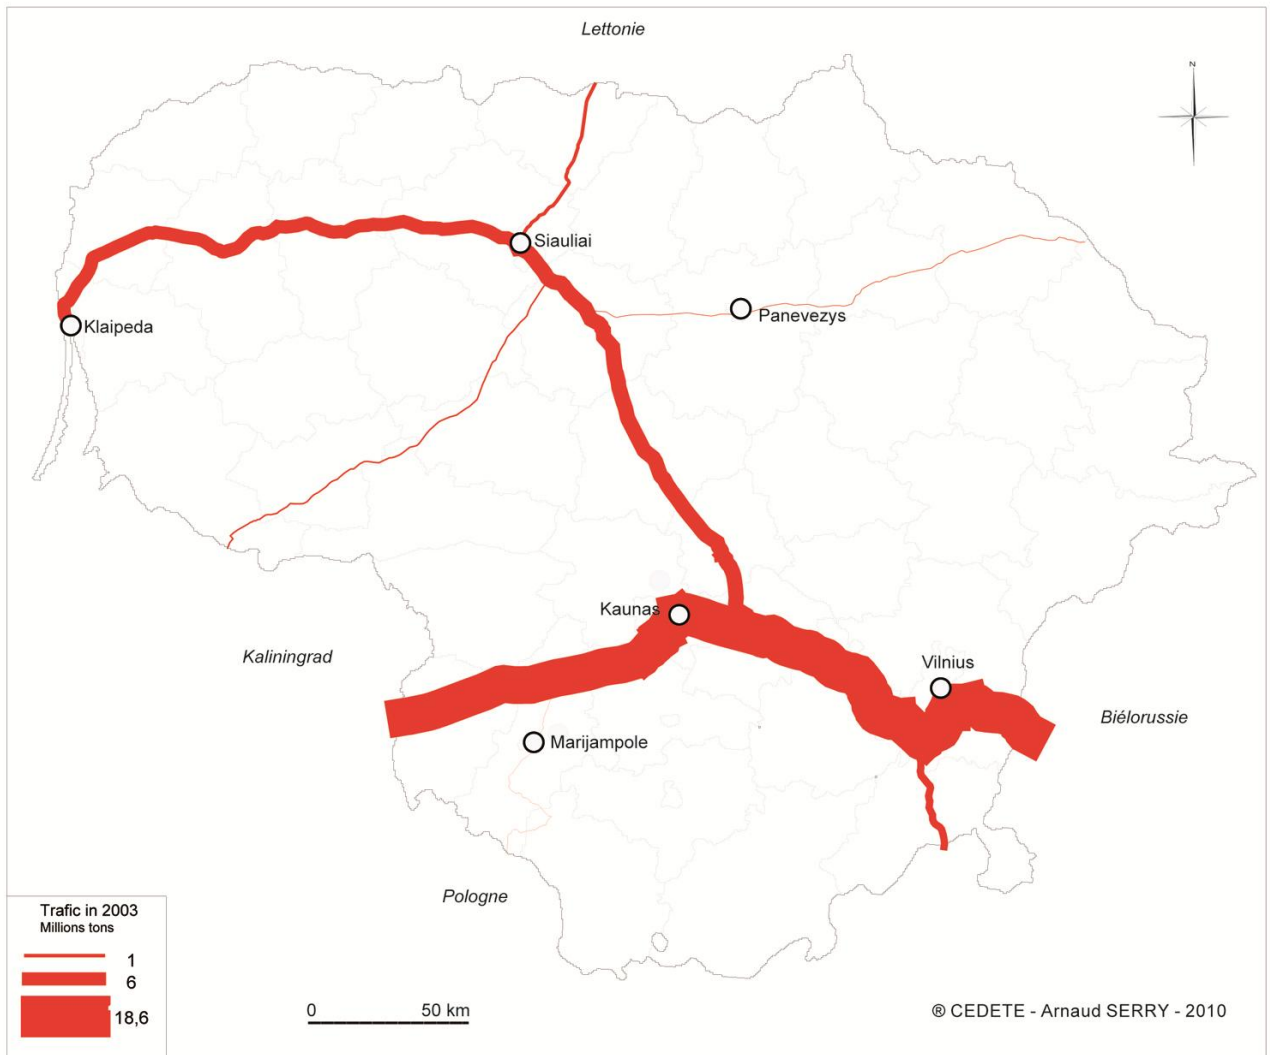 Lettonie
N
Siauliai
Panevezys
Klaipeda
Kaunas
Kaliningrad
Vilnius
Biélorussie
Marijampole
Pologne
Trafic in 2003
Millions tons
1
6
18,6
0 50 km
® CEDETE - Arnaud SERRY - 2010